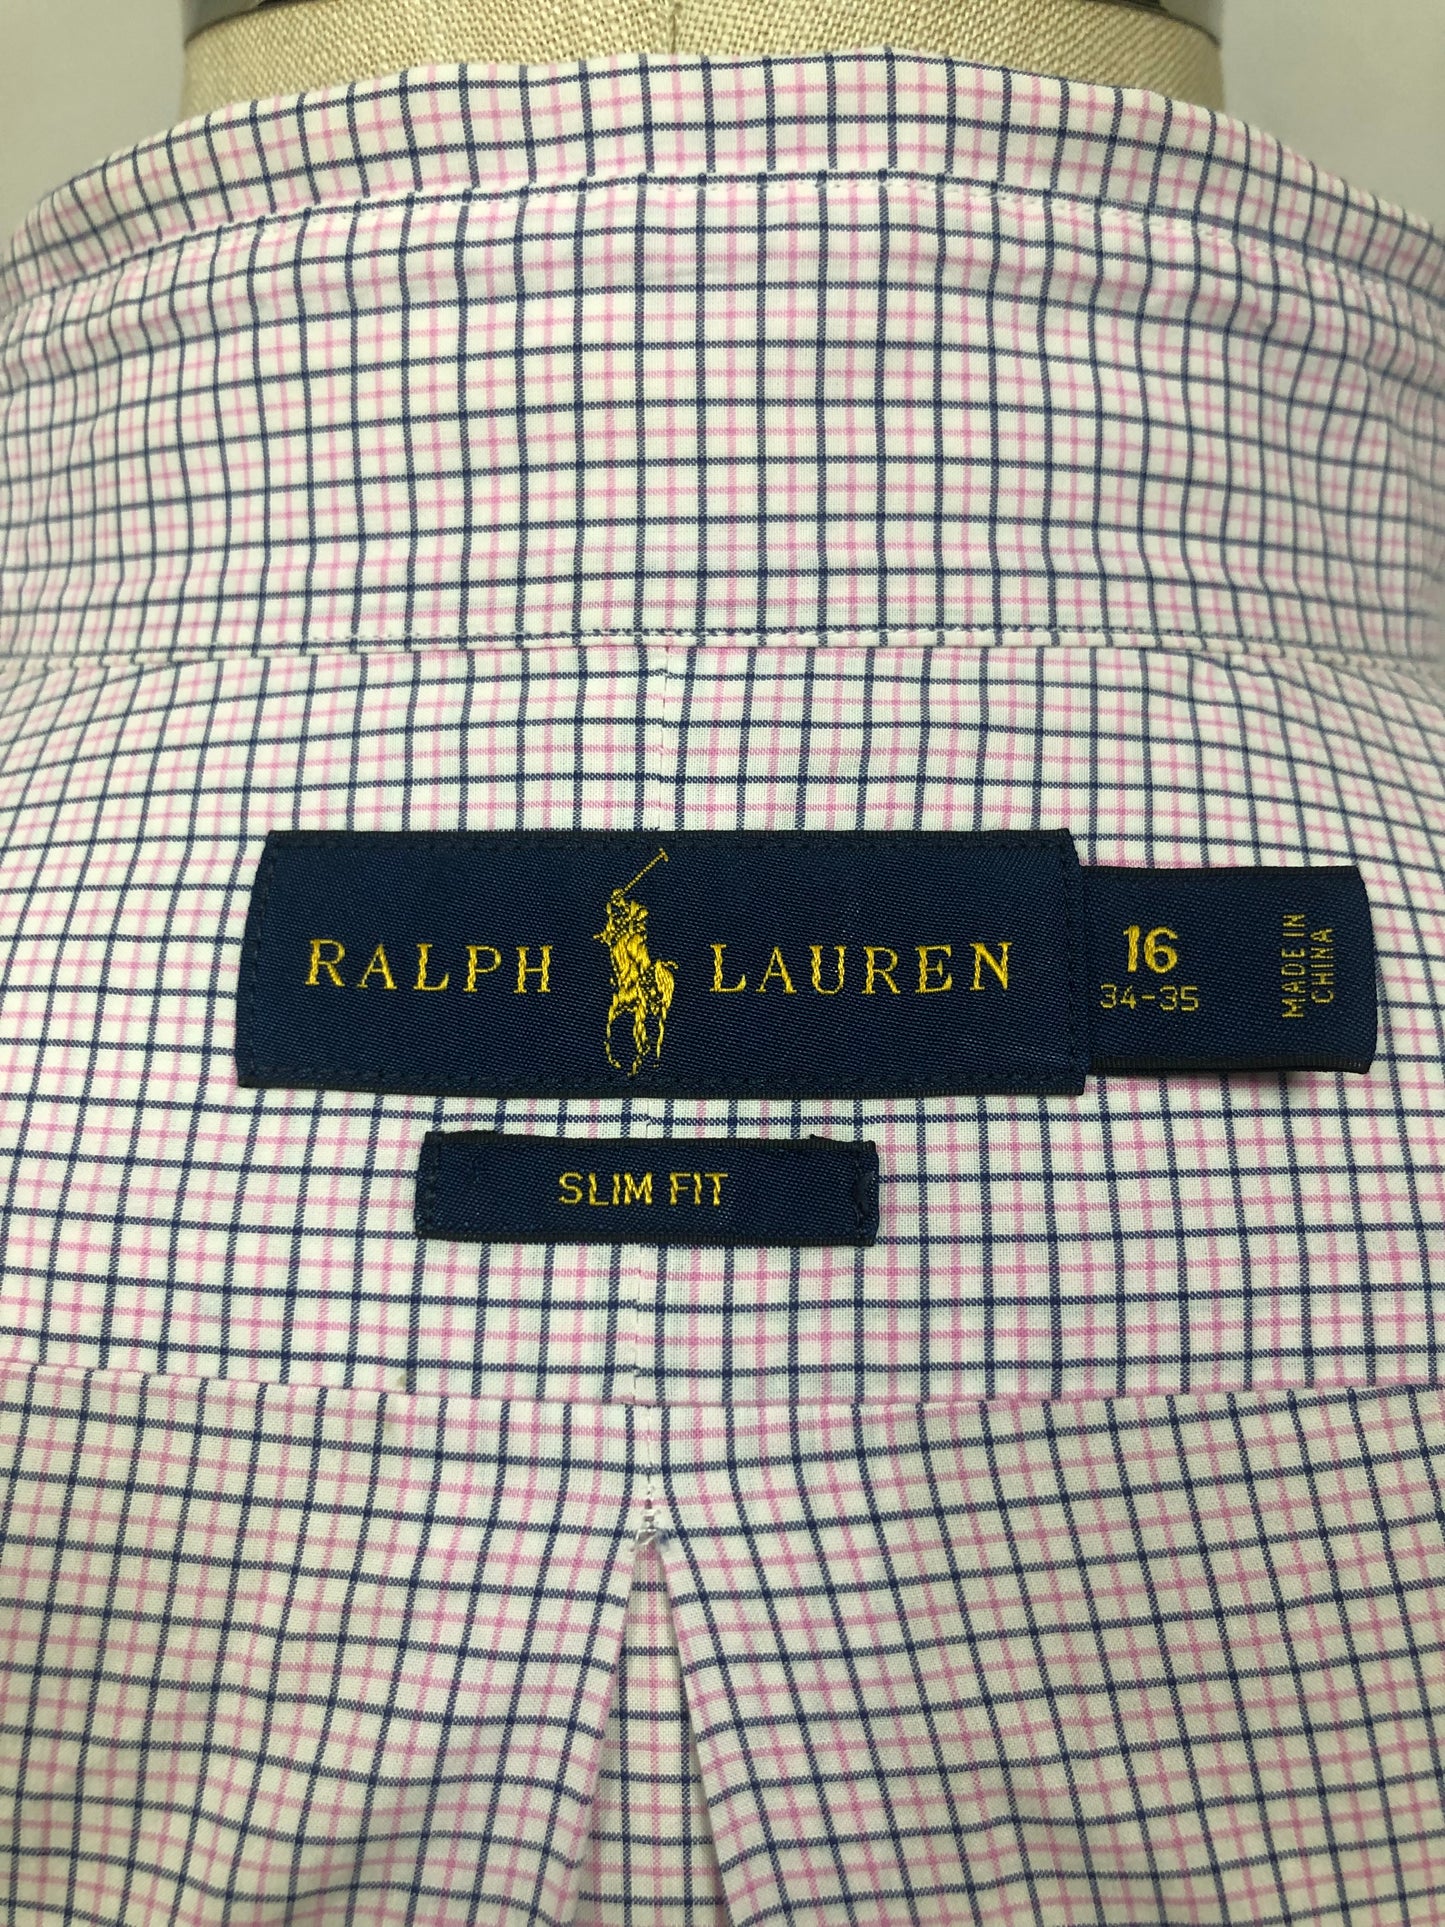 RALPH LAUREN
16
34-35
MADE IN
CHINA
SLIM FIT